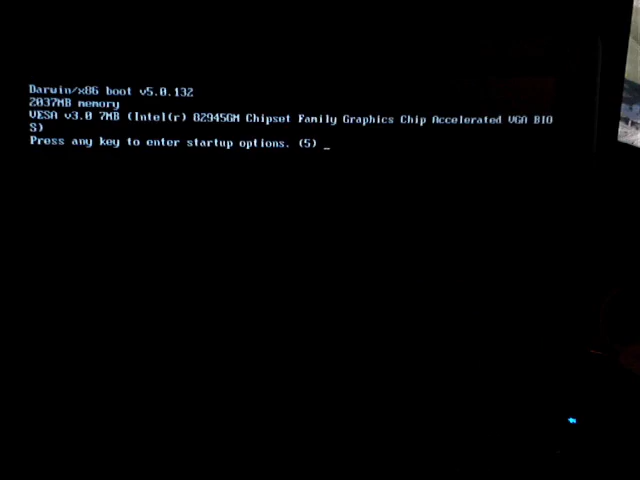 Darwin/x86 boot v5.0.132
2037MB memory
VESA v3.0 7MB (Intel(r) 82945GM Chipset Family Graphics Chip Accelerated VGA BIO
S)
Press any key to enter startup options. (5) _